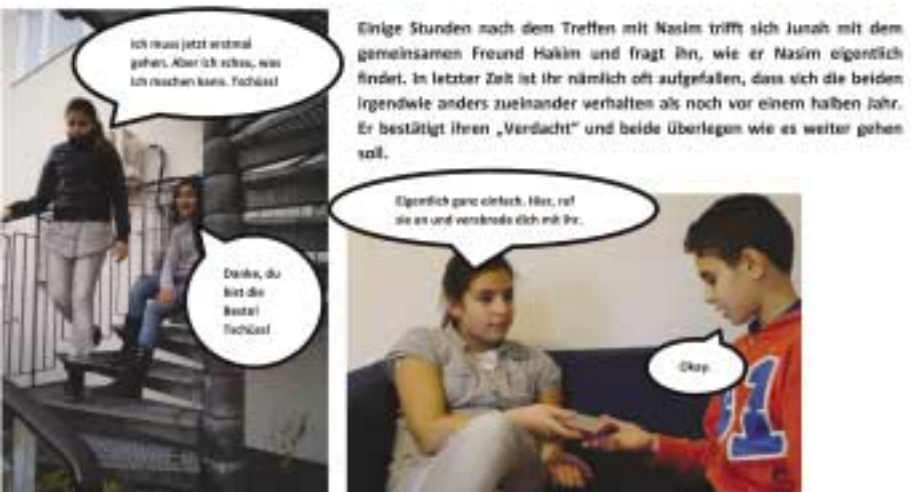 Ich muss jetzt erstmal
gehen. Aber ich schau, was
ich machen kann. Tschüss!
Danke, du
bist die
Beste!
Tschüss!
Einige Stunden nach dem Treffen mit Nasim trifft sich Junah mit dem
gemeinsamen Freund Hakim und fragt ihn, wie er Nasim eigentlich
findet. In letzter Zeit ist ihr nämlich oft aufgefallen, dass sich die beiden
irgendwie anders zueinander verhalten als noch vor einem halben Jahr.
Er bestätigt ihren „Verdacht“ und beide überlegen wie es weiter gehen
soll.
Eigentlich ganz einfach. Hier, ruf
sie an und verabrede dich mit ihr.
Okay.